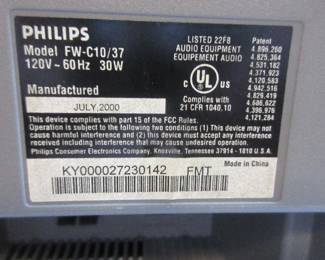 PHILIPS
Model FW-C10/37
120V~60Hz 30W
Manufactured
JULY,2000
LISTED 22F8
AUDIO EQUIPMENT
EQUIPEMENT AUDIO
C UL US
Complies with
21 CFR 1040.10
Patent
4,896,260
4,825,364
4,531,182
4,371,923
4,120,583
4,942,516
4,829,419
4,686,622
4,396,976
4,121,284
This device complies with part 15 of the FCC Rules.
Operation is subject to the following two conditions (1) This device may
not cause harmful interference, and (2) this device must accept any interference
received including interference that may cause undesired operation.
Philips Consumer Electronics Company, Knoxville, Tennessee 37914 - 1810 U.S.A.
Made in China
KY000027230142 FMT